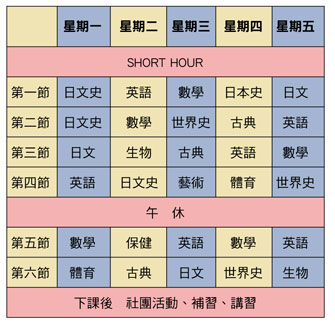 星期一 星期二 星期三 星期四 星期五
SHORT HOUR
第一節 日文史 英語 數學 日本史 日文
第二節 日文史 數學 世界史 古典 英語
第三節 日文 生物 古典 英語 數學
第四節 英語 日文史 藝術 體育 世界史
午 休
第五節 數學 保健 英語 數學 英語
第六節 體育 古典 日文 世界史 生物
下課後 社團活動、補習、講習